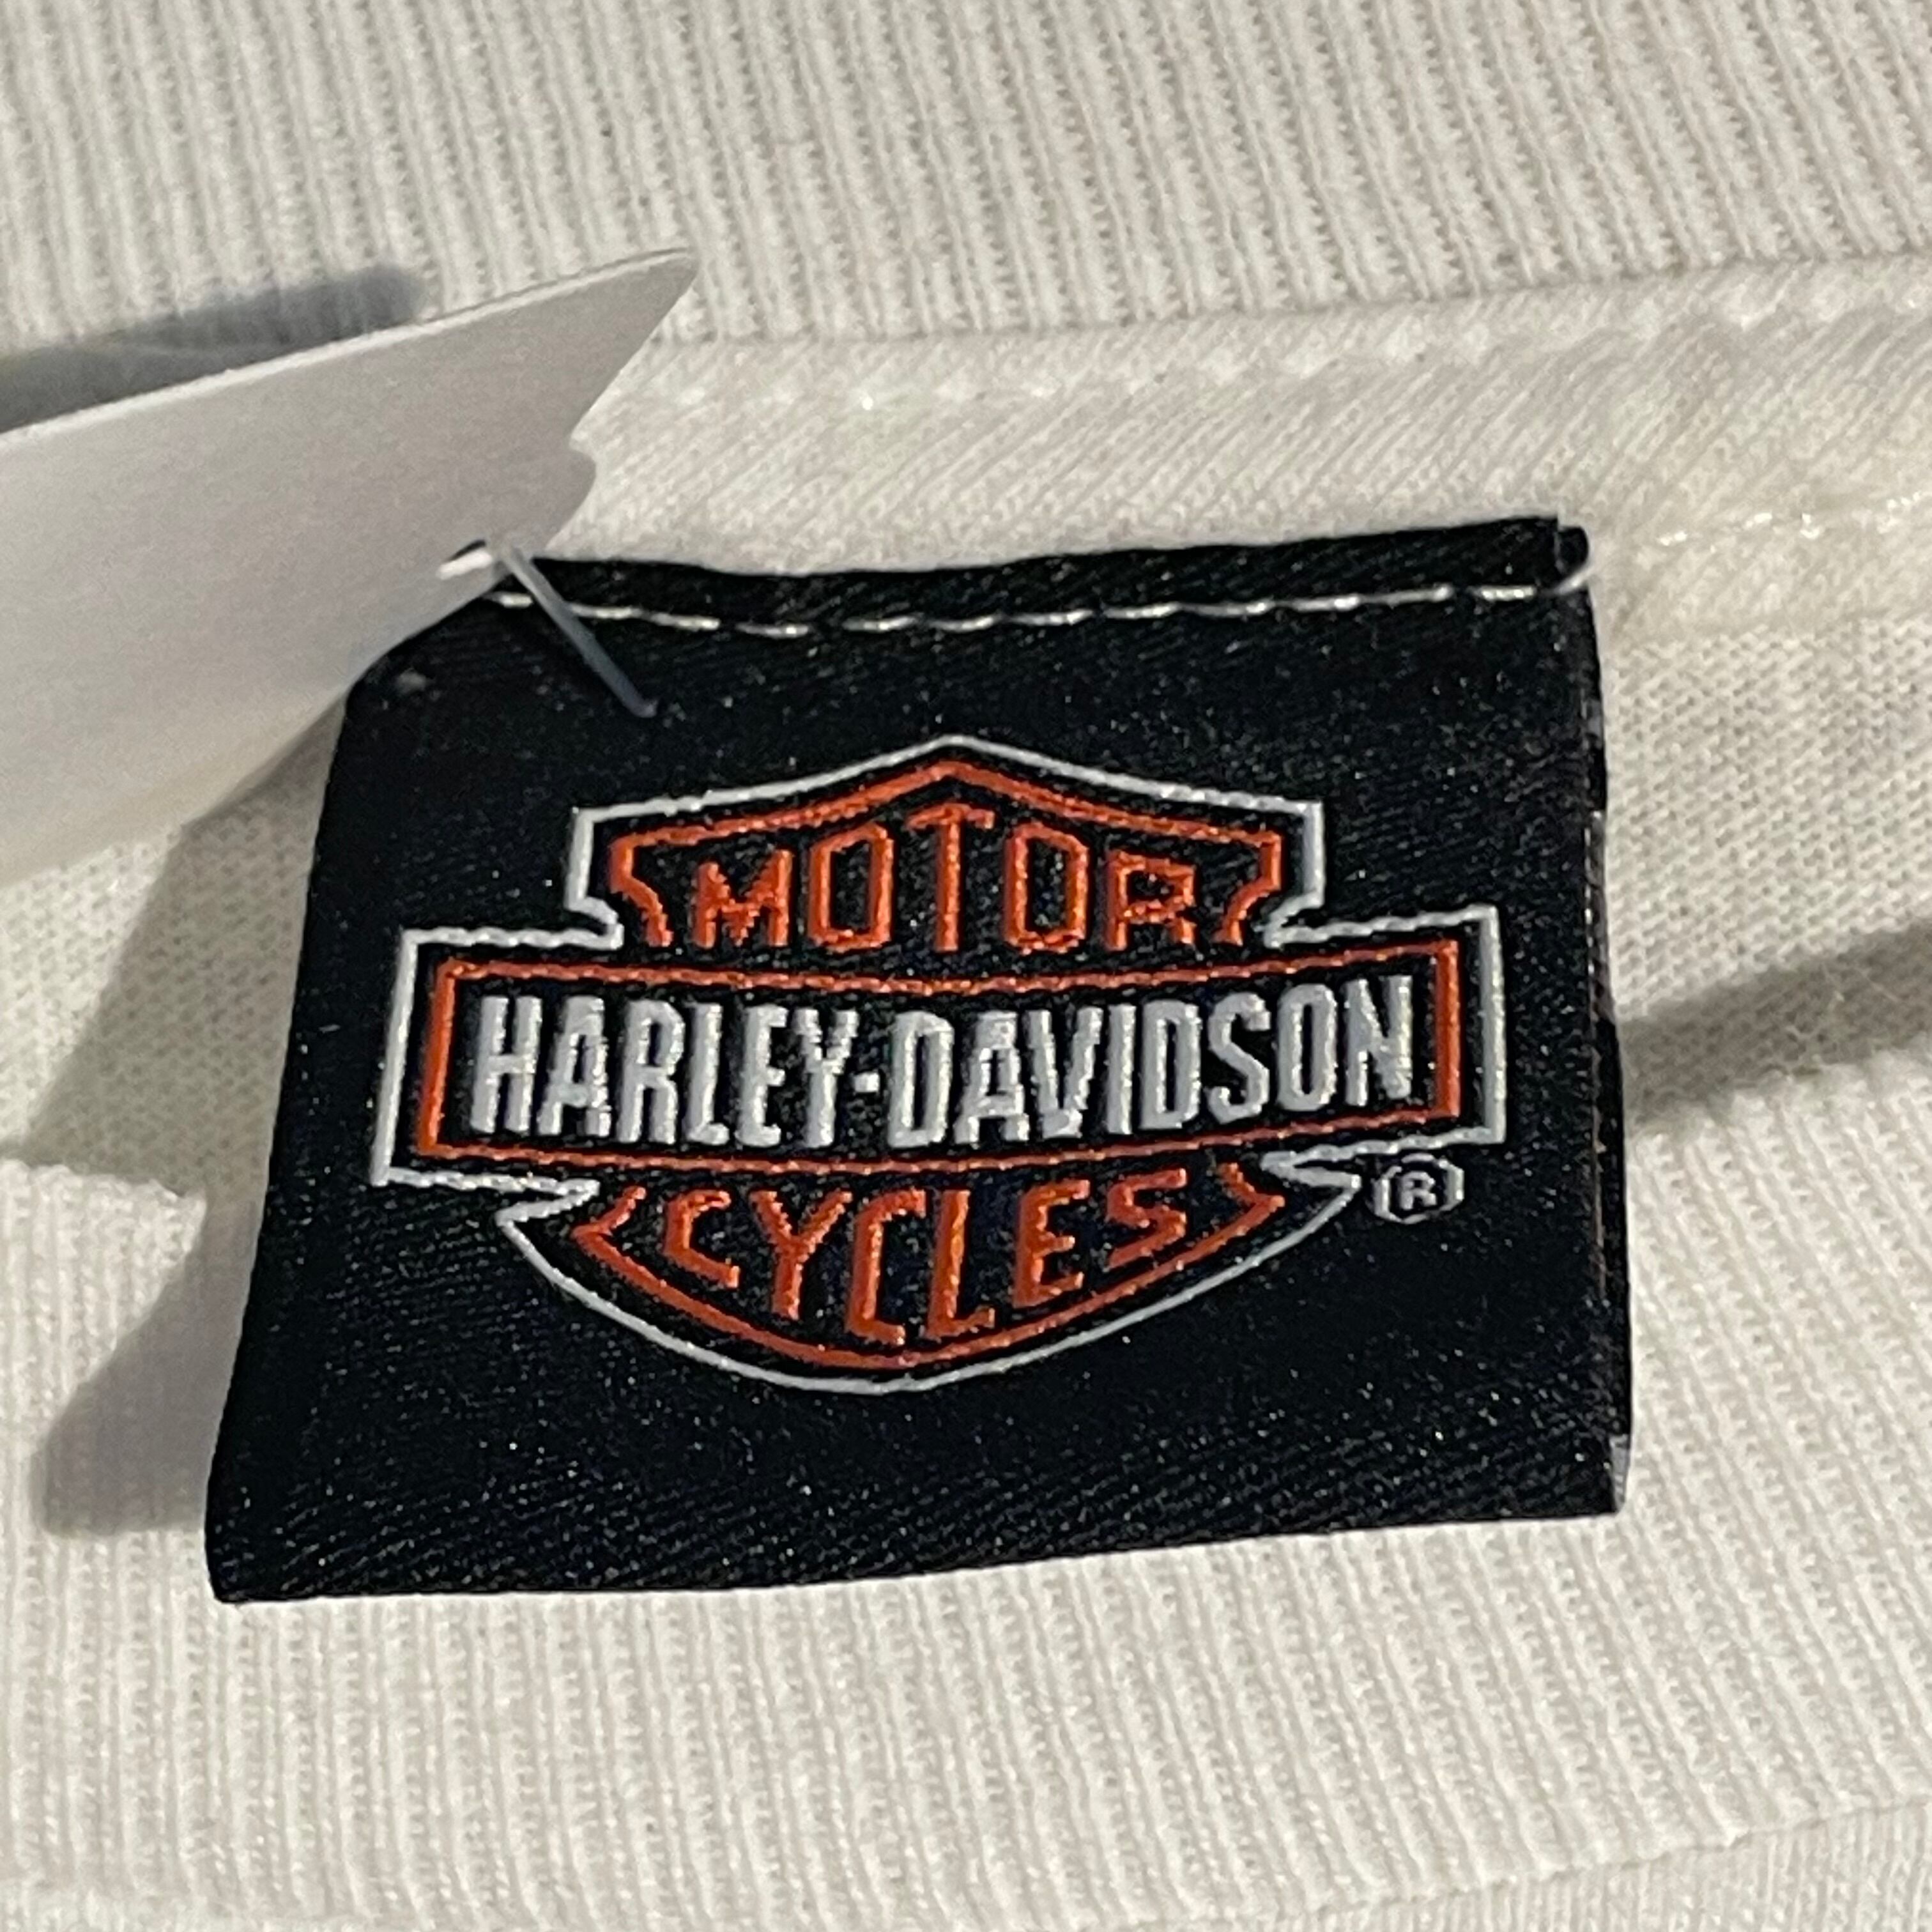 MOTOR
HARLEY-DAVIDSON
®
CYCLES